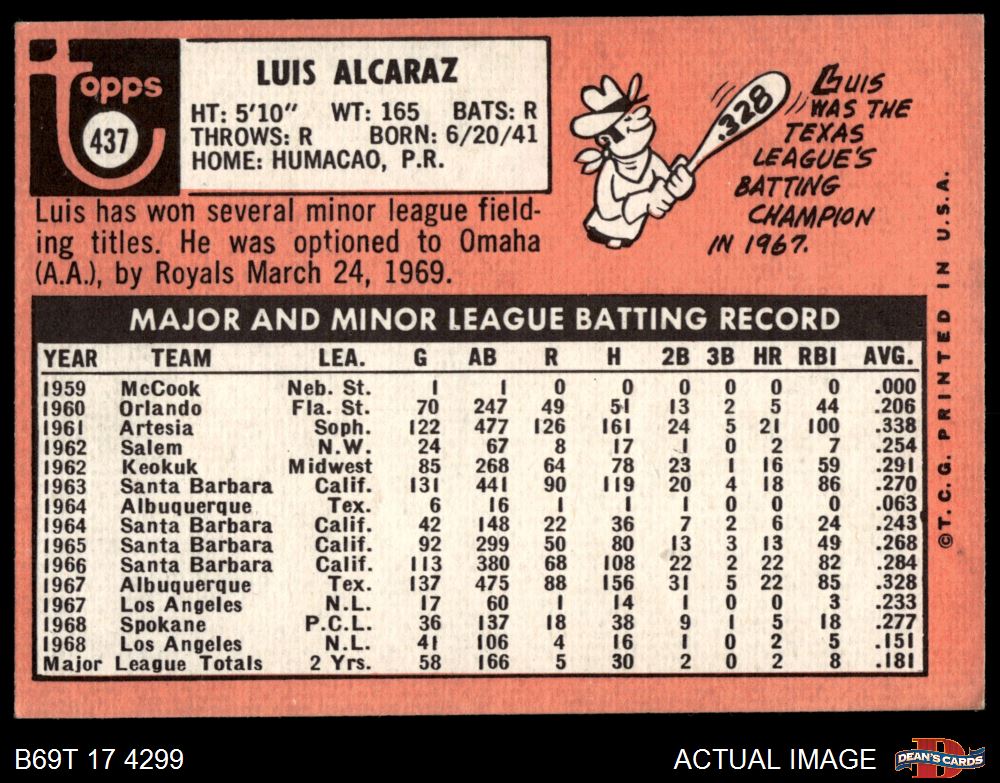 topps
437
LUIS ALCARAZ
HT: 5'10" WT: 165 BATS: R
THROWS: R BORN: 6/20/41
HOME: HUMACAO, P.R.
Luis has won several minor league field-
ing titles. He was optioned to Omaha
(A.A.), by Royals March 24, 1969.
.328
LUIS
WAS THE
TEXAS
LEAGUE'S
BATTING
CHAMPION
IN 1967.
MAJOR AND MINOR LEAGUE BATTING RECORD
YEAR TEAM LEA. G AB R H 2B 3B HR RBI AVG.
1959 McCook Neb. St. 1 1 0 0 0 0 0 0 .000
1960 Orlando Fla. St. 70 247 49 51 13 2 5 44 .206
1961 Artesia Soph. 122 477 126 161 24 5 21 100 .338
1962 Salem N.W. 24 67 8 17 1 0 2 7 .254
1962 Keokuk Midwest 85 268 64 78 23 1 16 59 .291
1963 Santa Barbara Calif. 131 441 90 119 20 4 18 86 .270
1964 Albuquerque Tex. 6 16 1 1 1 0 0 0 .063
1964 Santa Barbara Calif. 42 148 22 36 7 2 6 24 .243
1965 Santa Barbara Calif. 92 299 50 80 13 3 13 49 .268
1966 Santa Barbara Calif. 113 380 68 108 22 2 22 82 .284
1967 Albuquerque Tex. 137 475 88 156 31 5 22 85 .328
1967 Los Angeles N.L. 17 60 1 14 1 0 0 3 .233
1968 Spokane P.C.L. 36 137 18 38 9 1 5 18 .277
1968 Los Angeles N.L. 41 106 4 16 1 0 2 5 .151
Major League Totals 2 Yrs. 58 166 5 30 2 0 2 8 .181
©T. C. G. PRINTED IN U.S.A.
B69T 17 4299
ACTUAL IMAGE
D
DEAN'S CARDS